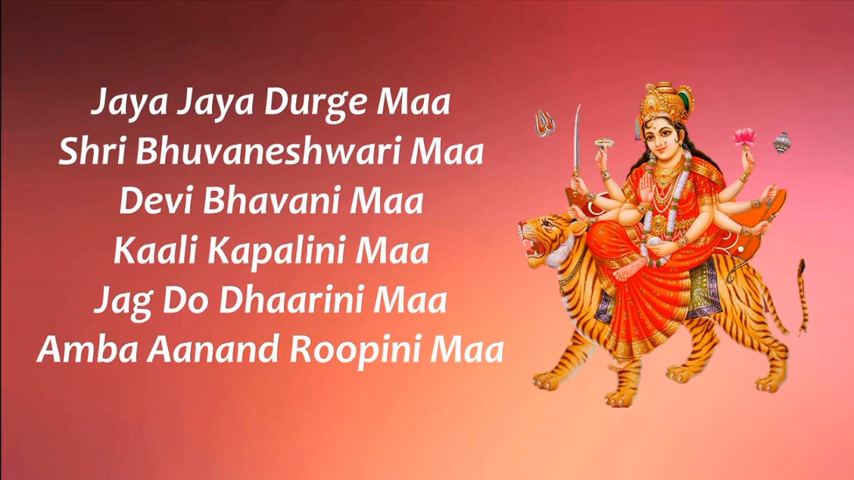 Jaya Jaya Durge Maa
Shri Bhuvaneshwari Maa
Devi Bhavani Maa
Kaali Kapalini Maa
Jag Do Dhaarini Maa
Amba Aanand Roopini Maa